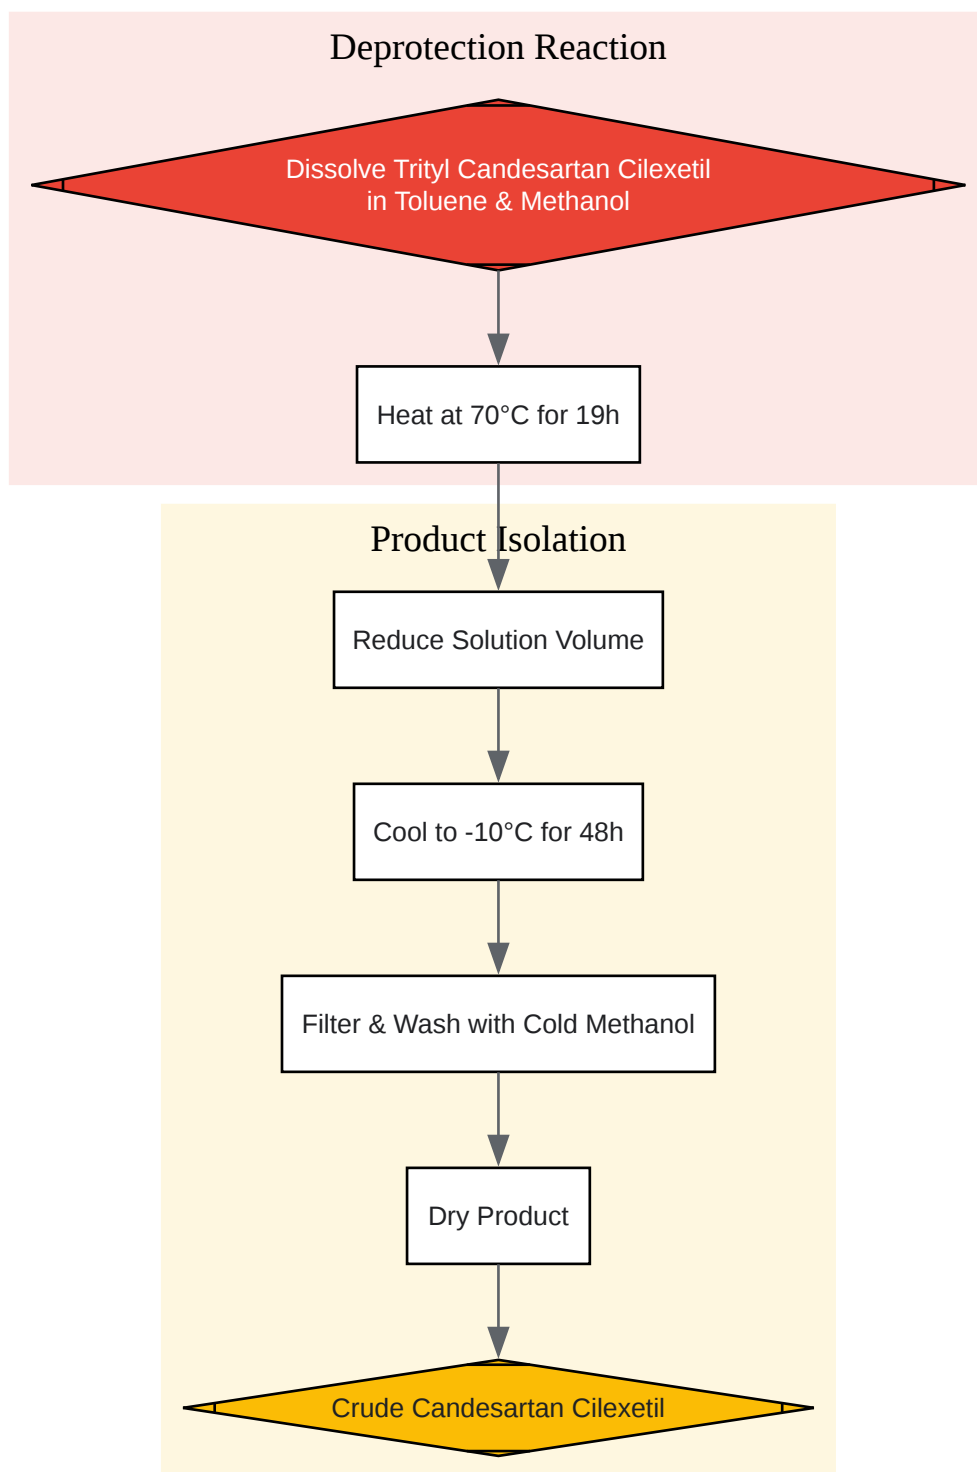 Deprotection Reaction
Dissolve Trityl Candesartan Cilexetil
in Toluene & Methanol
Heat at 70°C for 19h
Product Isolation
Reduce Solution Volume
Cool to -10°C for 48h
Filter & Wash with Cold Methanol
Dry Product
Crude Candesartan Cilexetil